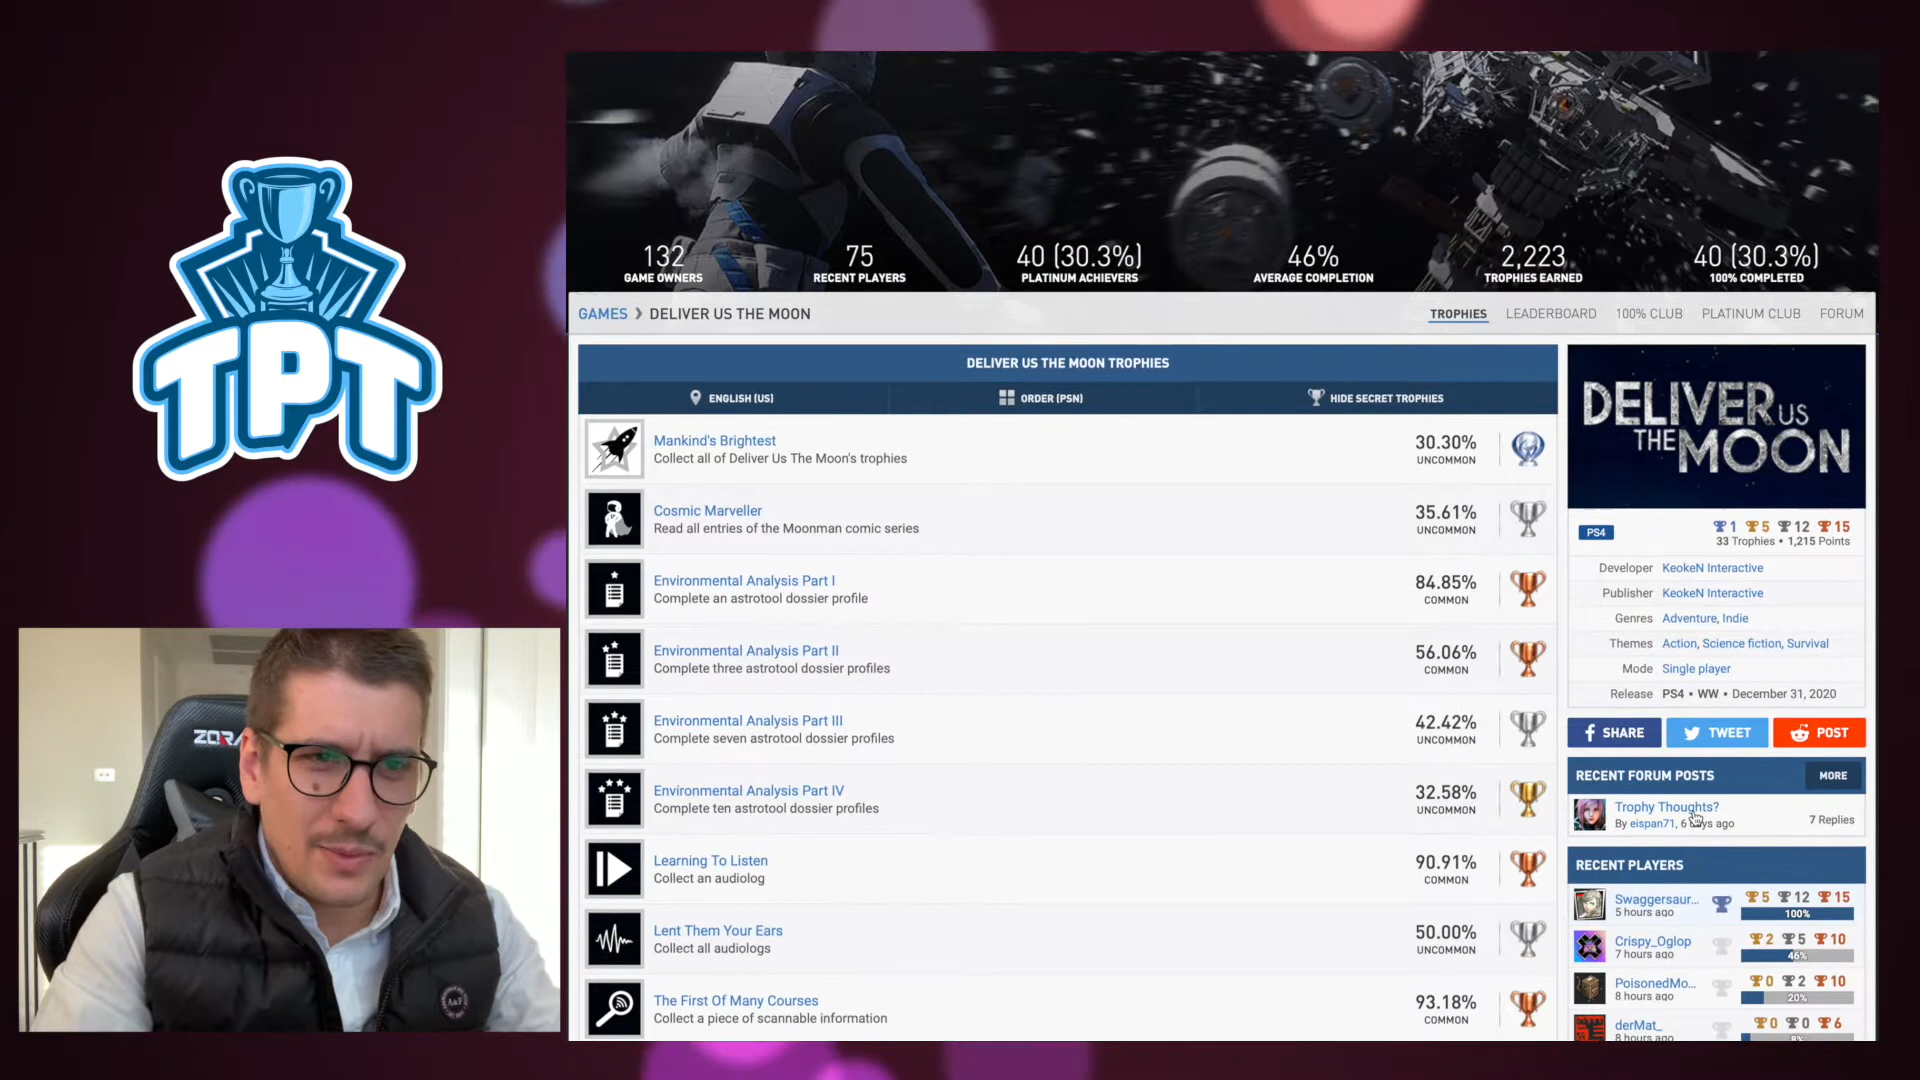 132
GAME OWNERS
75
RECENT PLAYERS
40 (30.3%)
PLATINUM ACHIEVERS
46%
AVERAGE COMPLETION
2,223
TROPHIES EARNED
40 (30.3%)
100% COMPLETED
GAMES › DELIVER US THE MOON
TROPHIES LEADERBOARD 100% CLUB PLATINUM CLUB FORUM
TPT
DELIVER US THE MOON TROPHIES
ENGLISH (US) ORDER (PSN) HIDE SECRET TROPHIES
Mankind's Brightest
Collect all of Deliver Us The Moon's trophies
30.30%
UNCOMMON
Cosmic Marveller
Read all entries of the Moonman comic series
35.61%
UNCOMMON
Environmental Analysis Part I
Complete an astrotool dossier profile
84.85%
COMMON
Environmental Analysis Part II
Complete three astrotool dossier profiles
56.06%
COMMON
Environmental Analysis Part III
Complete seven astrotool dossier profiles
42.42%
UNCOMMON
Environmental Analysis Part IV
Complete ten astrotool dossier profiles
32.58%
UNCOMMON
Learning To Listen
Collect an audiolog
90.91%
COMMON
Lent Them Your Ears
Collect all audiologs
50.00%
UNCOMMON
The First Of Many Courses
Collect a piece of scannable information
93.18%
COMMON
DELIVER US
THE MOON
PS4
1 5 12 15
33 Trophies • 1,215 Points
Developer KeokeN Interactive
Publisher KeokeN Interactive
Genres Adventure, Indie
Themes Action, Science fiction, Survival
Mode Single player
Release PS4 • WW • December 31, 2020
SHARE TWEET POST
RECENT FORUM POSTS MORE
Trophy Thoughts?
By eispan71, 6 ago
7 Replies
RECENT PLAYERS
Swaggersaur...
5 hours ago
5 12 15
100%
Crispy_Oglop
7 hours ago
2 5 10
46%
PoisonedMo...
8 hours ago
0 2 10
20%
derMat_
8 hours ago
0 0 6
A&F